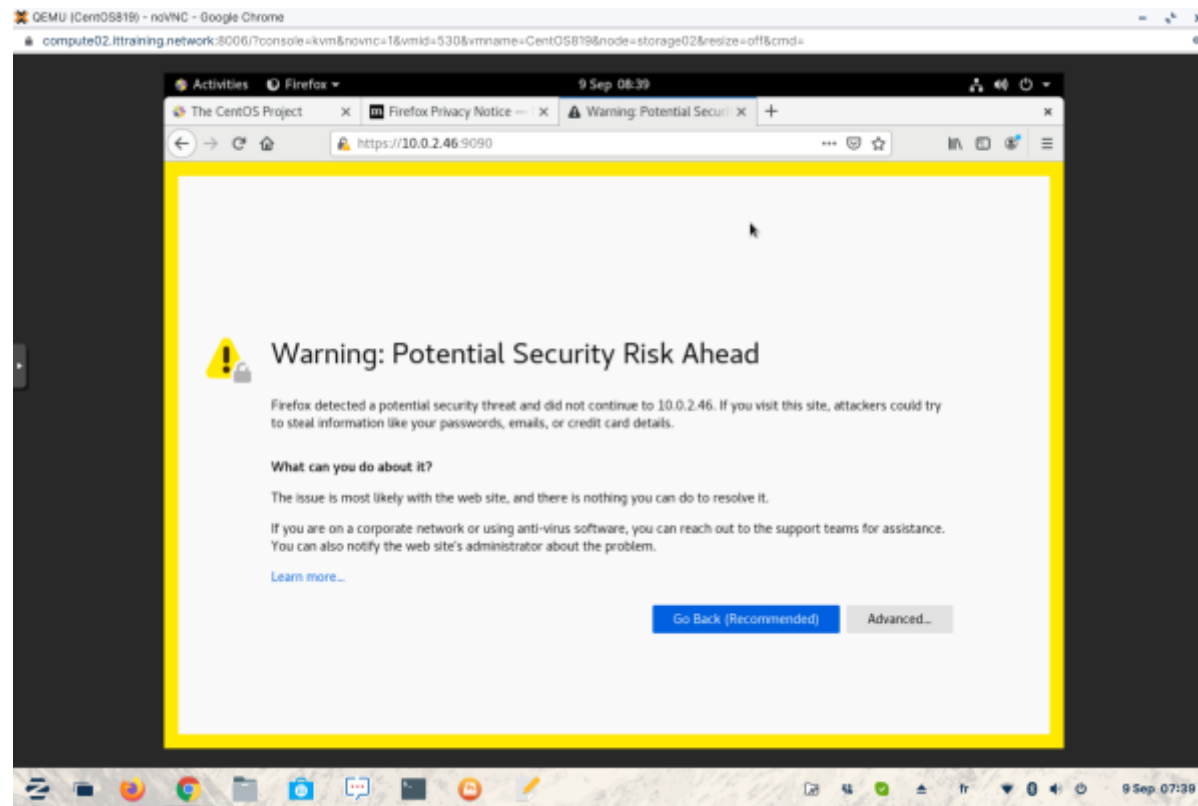 QEMU (CentOS819) - noVNC - Google Chrome
compute02.ittraining.network:8006/?console=kvm&novnc=1&vmid=530&vmname=CentOS819&node=storage02&resize=off&cmd=
Activities Firefox 9 Sep 08:39
The CentOS Project Firefox Privacy Notice — Warning: Potential Securi
https://10.0.2.46:9090
Warning: Potential Security Risk Ahead
Firefox detected a potential security threat and did not continue to 10.0.2.46. If you visit this site, attackers could try
to steal information like your passwords, emails, or credit card details.
What can you do about it?
The issue is most likely with the web site, and there is nothing you can do to resolve it.
If you are on a corporate network or using anti-virus software, you can reach out to the support teams for assistance.
You can also notify the web site's administrator about the problem.
Learn more…
Go Back (Recommended) Advanced…
fr 9 Sep 07:39